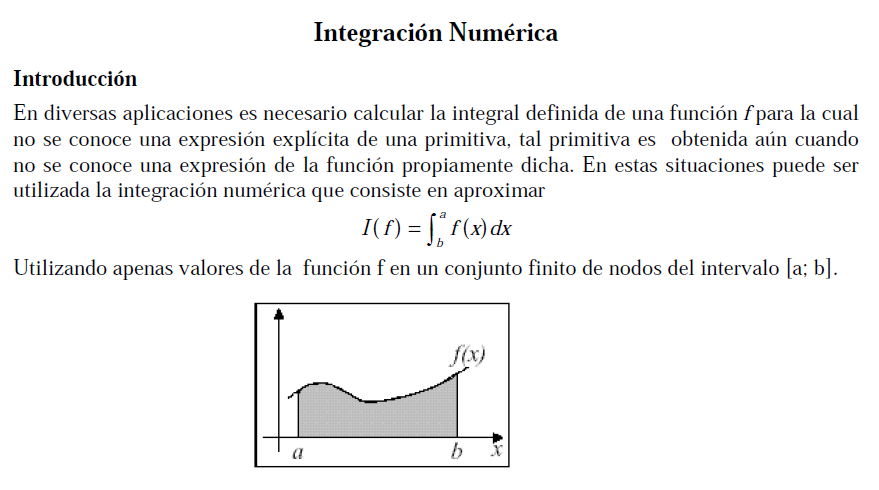 Integración Numérica
Introducción
En diversas aplicaciones es necesario calcular la integral definida de una función f para la cual
no se conoce una expresión explícita de una primitiva, tal primitiva es obtenida aún cuando
no se conoce una expresión de la función propiamente dicha. En estas situaciones puede ser
utilizada la integración numérica que consiste en aproximar
I(f) = ∫_b^a f(x) dx
Utilizando apenas valores de la función f en un conjunto finito de nodos del intervalo [a; b].
f(x)
a b x